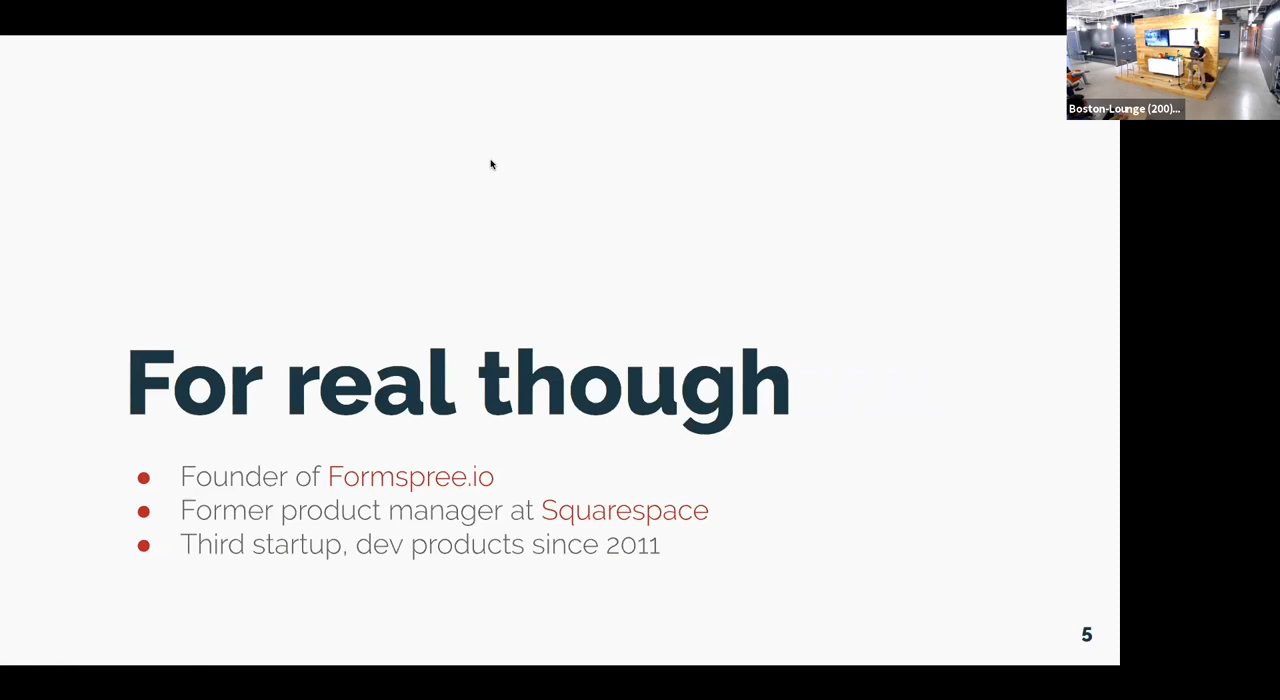 Boston-Lounge (200)...
For real though
● Founder of Formspree.io
● Former product manager at Squarespace
● Third startup, dev products since 2011
5